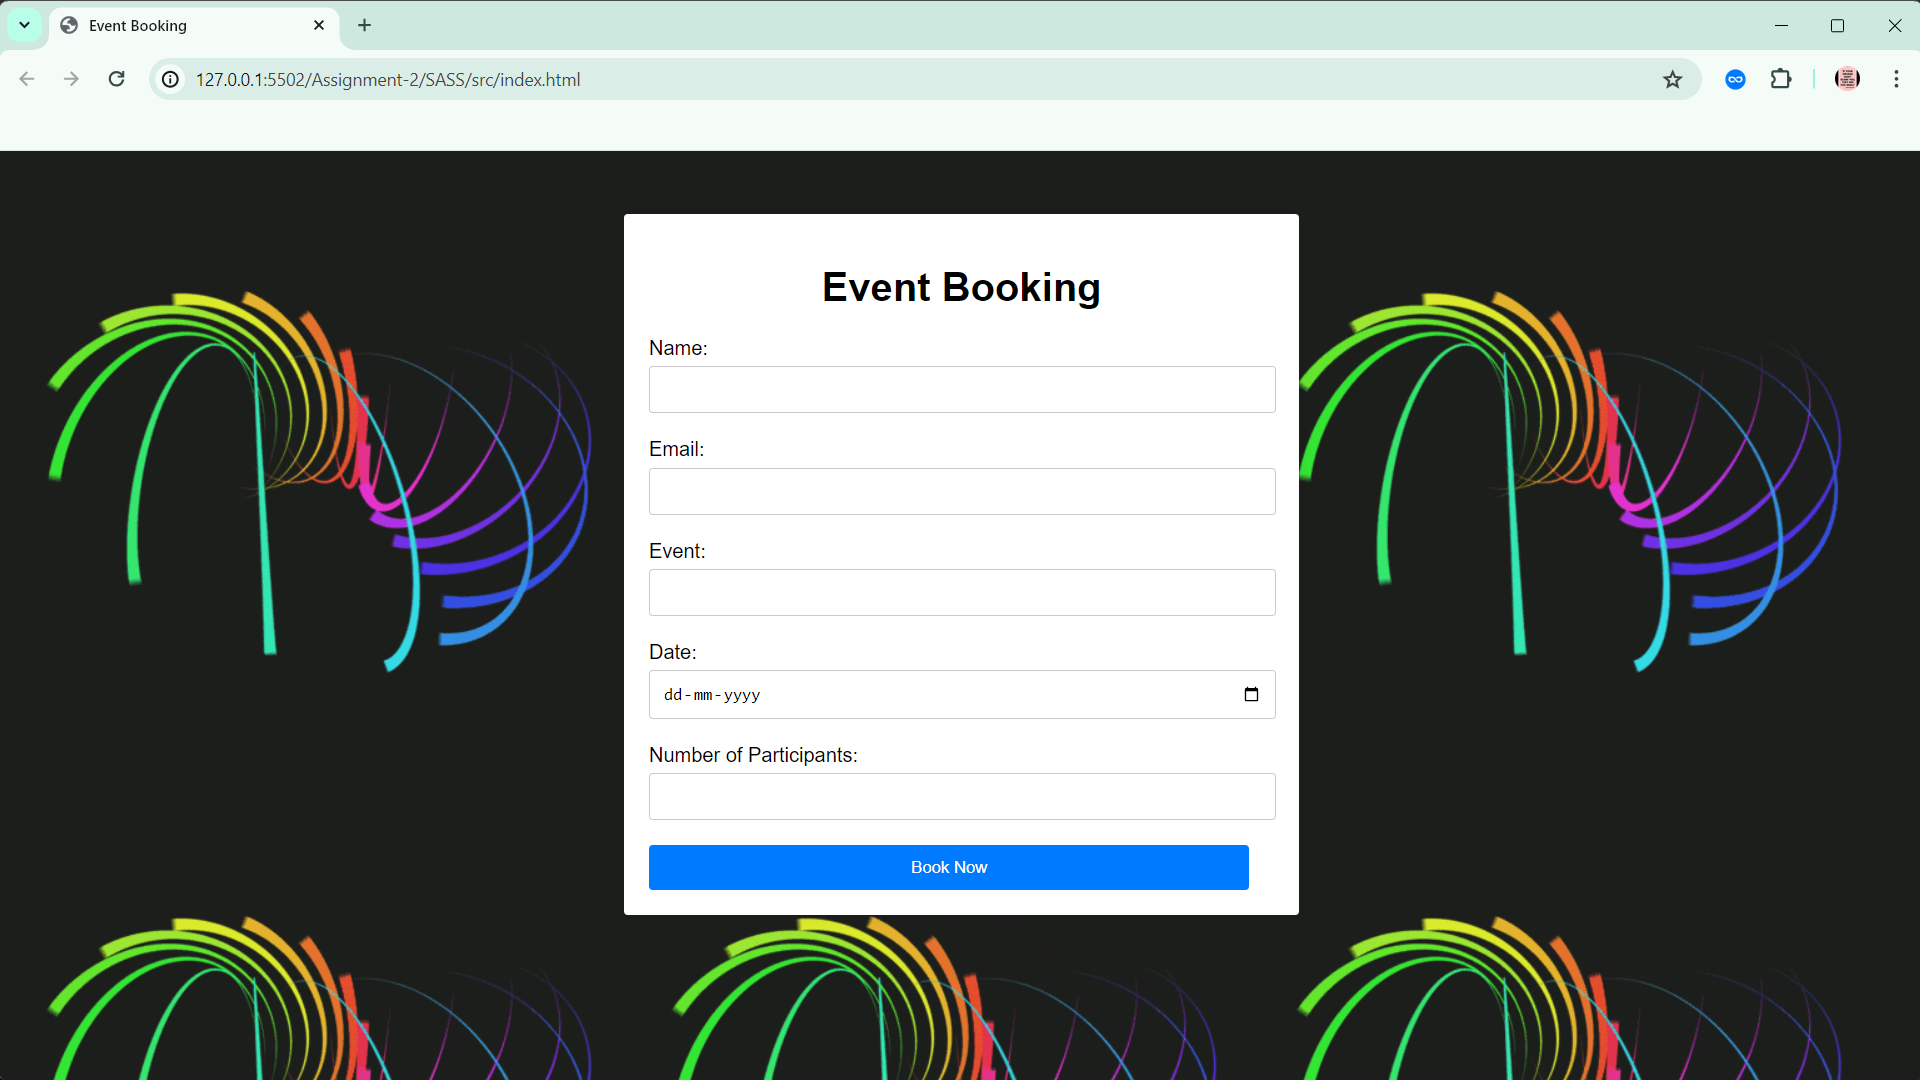 Event Booking
127.0.0.1:5502/Assignment-2/SASS/src/index.html
Event Booking
Name:
Email:
Event:
Date:
dd-mm-yyyy
Number of Participants:
Book Now